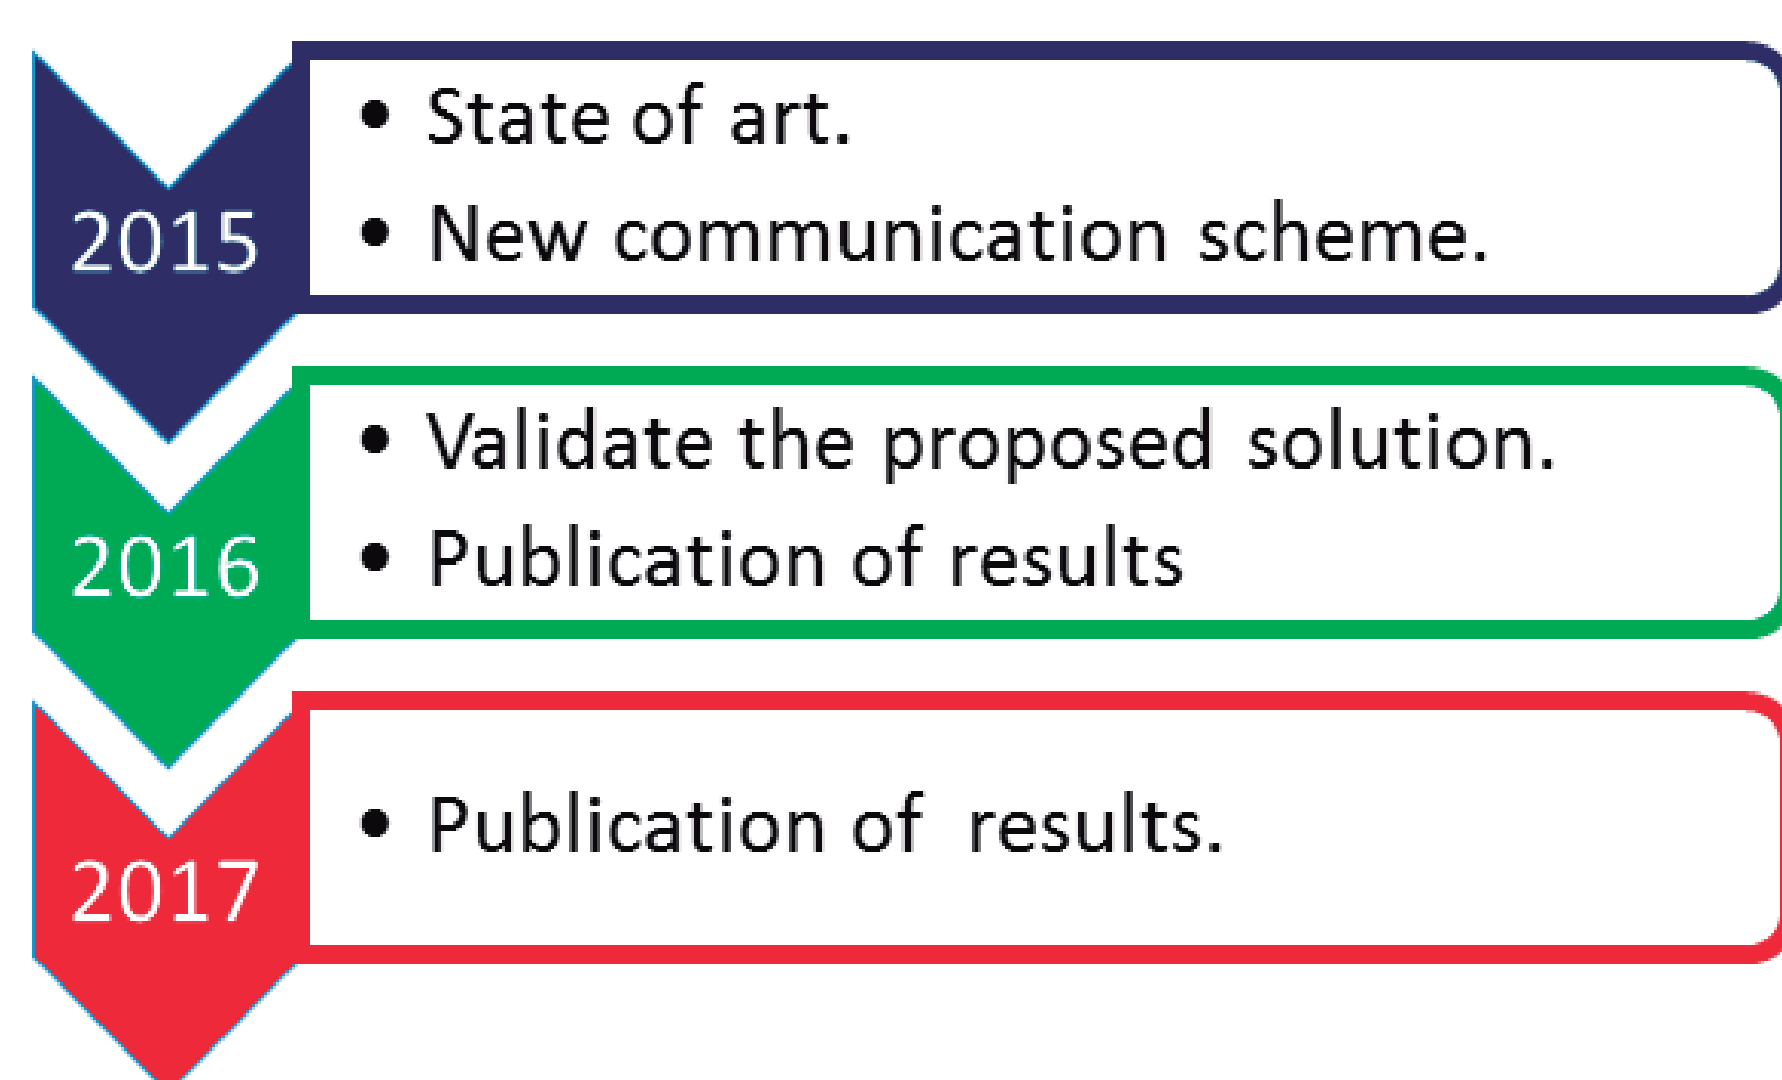 2015
• State of art.
• New communication scheme.
2016
• Validate the proposed solution.
• Publication of results
2017
• Publication of results.